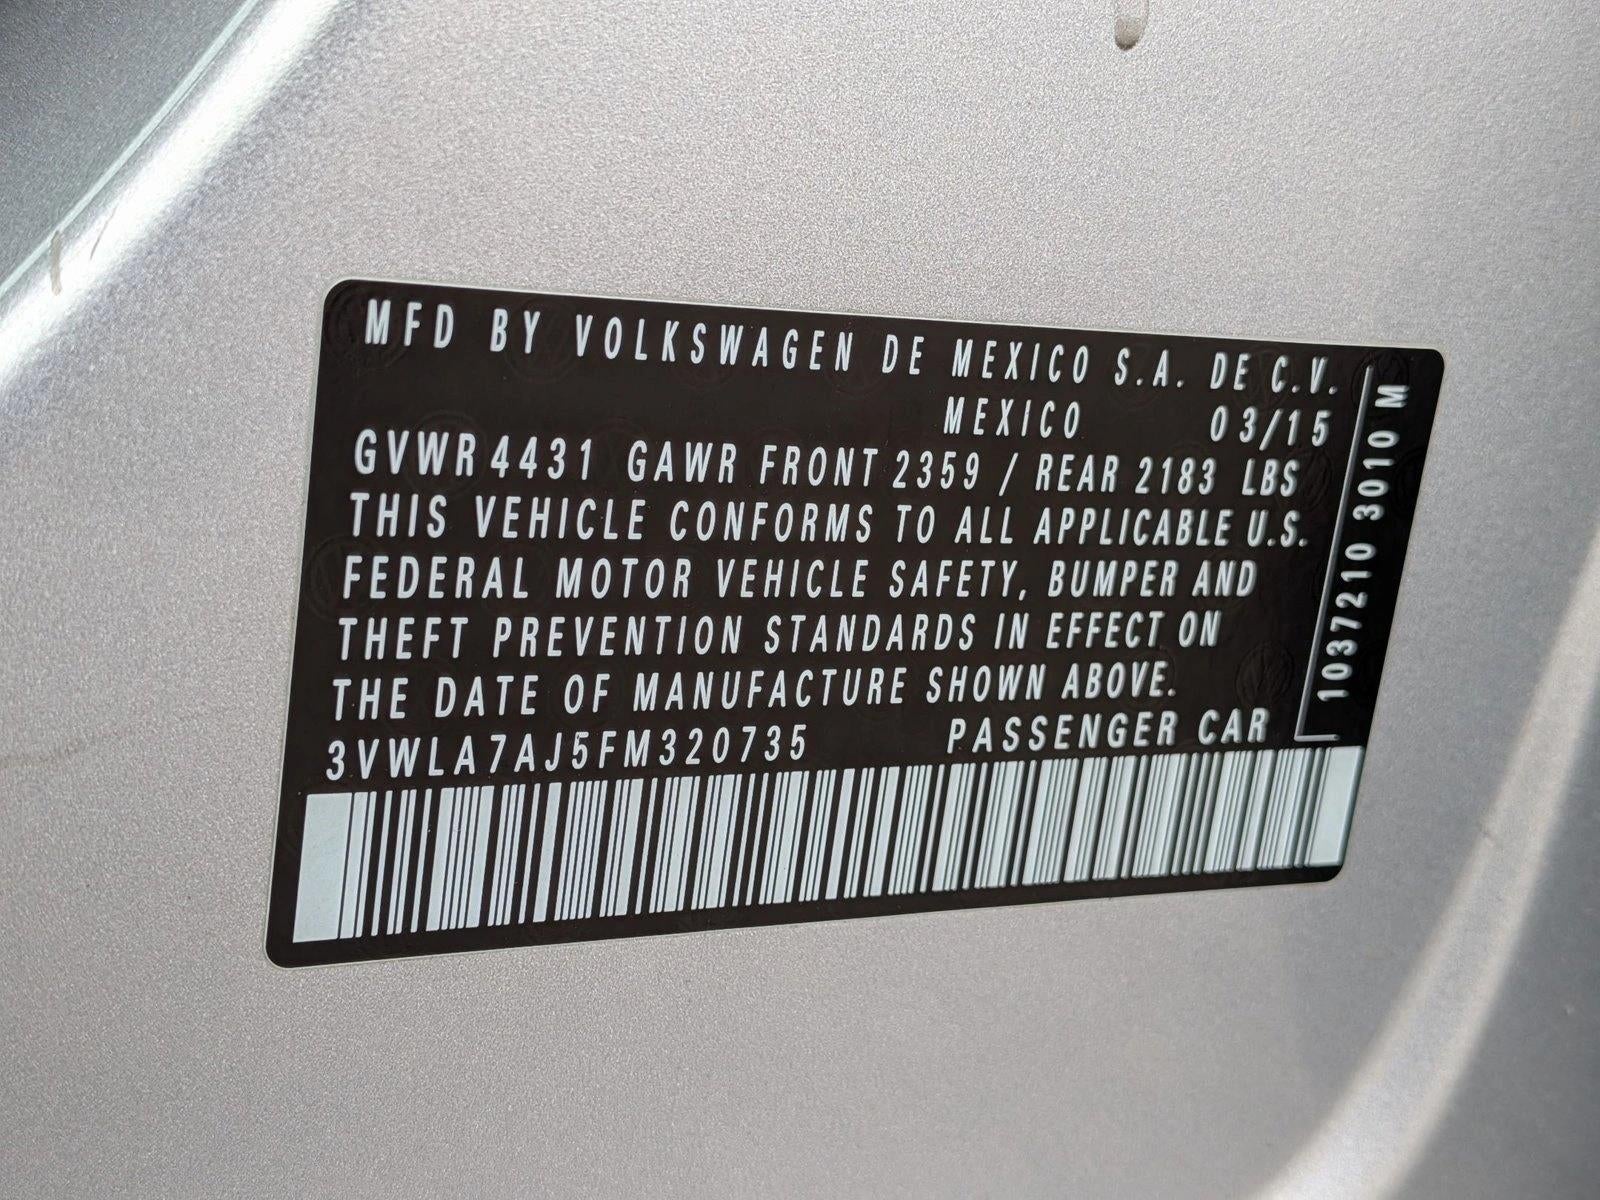 MFD BY VOLKSWAGEN DE MEXICO S.A. DE C.V.
MEXICO 03/15
GVWR 4431 GAWR FRONT 2359 / REAR 2183 LBS
THIS VEHICLE CONFORMS TO ALL APPLICABLE U.S.
FEDERAL MOTOR VEHICLE SAFETY, BUMPER AND
THEFT PREVENTION STANDARDS IN EFFECT ON
THE DATE OF MANUFACTURE SHOWN ABOVE.
3VWLA7AJ5FM320735 PASSENGER CAR
1037210 3010 M